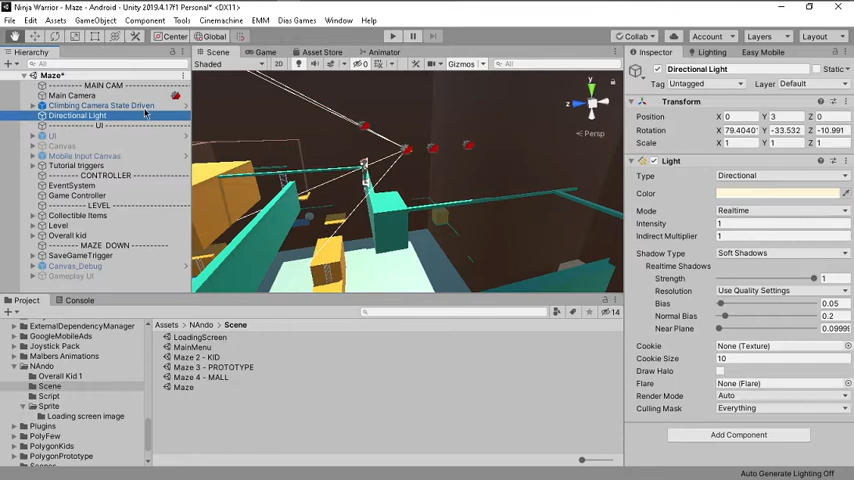 Ninja Warrior - Maze - Android - Unity 2019.4.17f1 Personal* <DX11>
File Edit Assets GameObject Component Tools Cinemachine EMM Dias Games Window Help
Center Global Collab Account Layers Layout
Hierarchy
All
Maze*
---------- MAIN CAM ----------
Main Camera
Climbing Camera State Driven
Directional Light
---------- UI ----------
UI
Canvas
Mobile Input Canvas
Tutorial triggers
---------- CONTROLLER ----------
EventSystem
Game Controller
---------- LEVEL ----------
Collectible Items
Level
Overall kid
---------- MAZE DOWN ----------
SaveGameTrigger
Canvas_Debug
Gameplay UI
Scene Game Asset Store Animator
Shaded 2D 0 Gizmos All
y
z
Persp
Inspector Lighting Easy Mobile
Directional Light Static
Tag Untagged Layer Default
Transform
Position X 0 Y 3 Z 0
Rotation X 79.40401 Y -33.532 Z -10.991
Scale X 1 Y 1 Z 1
Light
Type Directional
Color
Mode Realtime
Intensity 1
Indirect Multiplier 1
Shadow Type Soft Shadows
Realtime Shadows
Strength 1
Resolution Use Quality Settings
Bias 0.05
Normal Bias 0.2
Near Plane 0.09999
Cookie None (Texture)
Cookie Size 10
Draw Halo
Flare None (Flare)
Render Mode Auto
Culling Mask Everything
Add Component
Auto Generate Lighting Off
Project Console
14
ExternalDependencyManager
GoogleMobileAds
Joystick Pack
Malbers Animations
NAndo
Overall Kid 1
Scene
Script
Sprite
Loading screen image
Plugins
PolyFew
PolygonKids
PolygonPrototype
Scenes
Assets > NAndo > Scene
LoadingScreen
MainMenu
Maze 2 - KID
Maze 3 - PROTOTYPE
Maze 4 - MALL
Maze